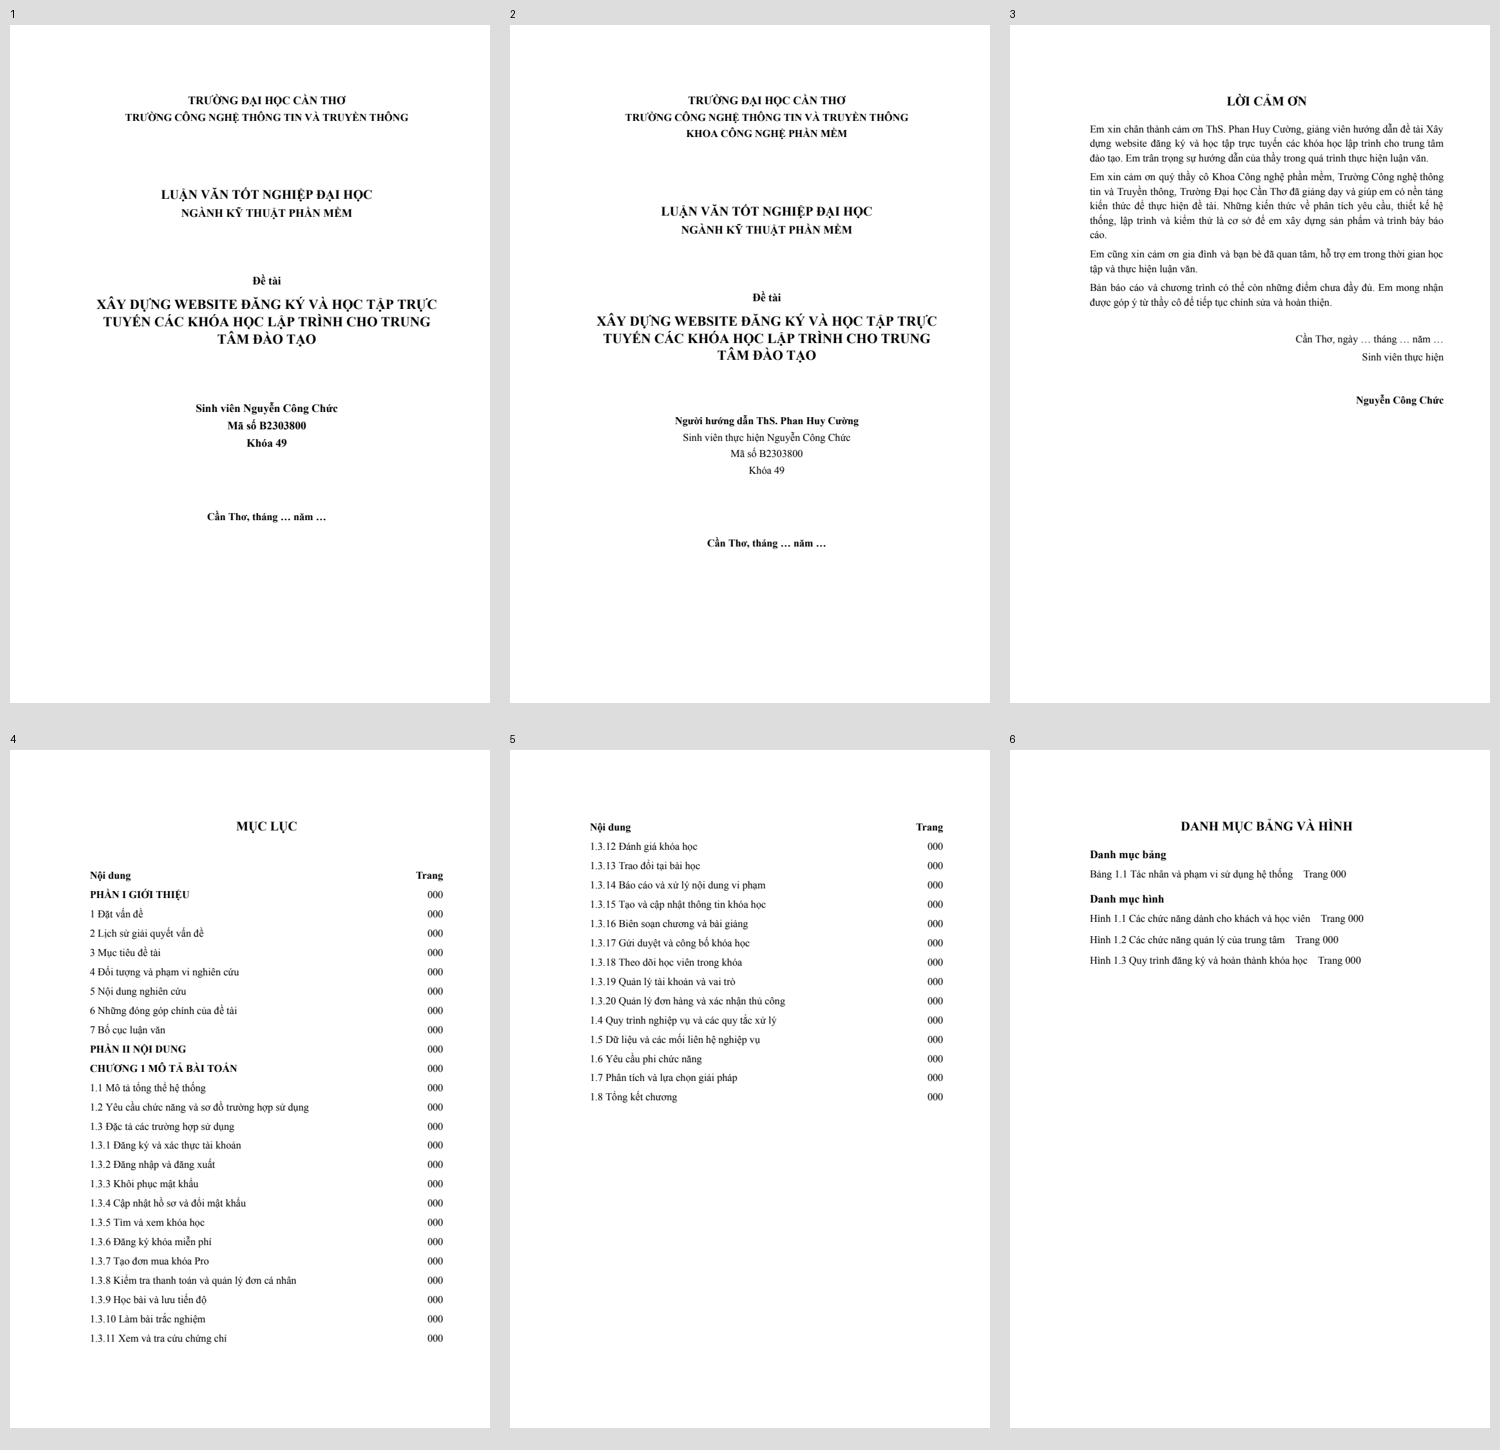 1
TRƯỜNG ĐẠI HỌC CẦN THƠ
TRƯỜNG CÔNG NGHỆ THÔNG TIN VÀ TRUYỀN THÔNG
LUẬN VĂN TỐT NGHIỆP ĐẠI HỌC
NGÀNH KỸ THUẬT PHẦN MỀM
Đề tài
XÂY DỰNG WEBSITE ĐĂNG KÝ VÀ HỌC TẬP TRỰC
TUYẾN CÁC KHÓA HỌC LẬP TRÌNH CHO TRUNG
TÂM ĐÀO TẠO
Sinh viên Nguyễn Công Chức
Mã số B2303800
Khóa 49
Cần Thơ, tháng … năm …
2
TRƯỜNG ĐẠI HỌC CẦN THƠ
TRƯỜNG CÔNG NGHỆ THÔNG TIN VÀ TRUYỀN THÔNG
KHOA CÔNG NGHỆ PHẦN MỀM
LUẬN VĂN TỐT NGHIỆP ĐẠI HỌC
NGÀNH KỸ THUẬT PHẦN MỀM
Đề tài
XÂY DỰNG WEBSITE ĐĂNG KÝ VÀ HỌC TẬP TRỰC
TUYẾN CÁC KHÓA HỌC LẬP TRÌNH CHO TRUNG
TÂM ĐÀO TẠO
Người hướng dẫn ThS. Phan Huy Cường
Sinh viên thực hiện Nguyễn Công Chức
Mã số B2303800
Khóa 49
Cần Thơ, tháng … năm …
3
LỜI CẢM ƠN
Em xin chân thành cảm ơn ThS. Phan Huy Cường, giảng viên hướng dẫn đề tài Xây
dựng website đăng ký và học tập trực tuyến các khóa học lập trình cho trung tâm
đào tạo. Em trân trọng sự hướng dẫn của thầy trong quá trình thực hiện luận văn.
Em xin cảm ơn quý thầy cô Khoa Công nghệ phần mềm, Trường Công nghệ thông
tin và Truyền thông, Trường Đại học Cần Thơ đã giảng dạy và giúp em có nền tảng
kiến thức để thực hiện đề tài. Những kiến thức về phân tích yêu cầu, thiết kế hệ
thống, lập trình và kiểm thử là cơ sở để em xây dựng sản phẩm và trình bày báo
cáo.
Em cũng xin cảm ơn gia đình và bạn bè đã quan tâm, hỗ trợ em trong thời gian học
tập và thực hiện luận văn.
Bản báo cáo và chương trình có thể còn những điểm chưa đầy đủ. Em mong nhận
được góp ý từ thầy cô để tiếp tục chỉnh sửa và hoàn thiện.
Cần Thơ, ngày … tháng … năm …
Sinh viên thực hiện
Nguyễn Công Chức
4
MỤC LỤC
Nội dung Trang
PHẦN I GIỚI THIỆU 000
1 Đặt vấn đề 000
2 Lịch sử giải quyết vấn đề 000
3 Mục tiêu đề tài 000
4 Đối tượng và phạm vi nghiên cứu 000
5 Nội dung nghiên cứu 000
6 Những đóng góp chính của đề tài 000
7 Bố cục luận văn 000
PHẦN II NỘI DUNG 000
CHƯƠNG 1 MÔ TẢ BÀI TOÁN 000
1.1 Mô tả tổng thể hệ thống 000
1.2 Yêu cầu chức năng và sơ đồ trường hợp sử dụng 000
1.3 Đặc tả các trường hợp sử dụng 000
1.3.1 Đăng ký và xác thực tài khoản 000
1.3.2 Đăng nhập và đăng xuất 000
1.3.3 Khôi phục mật khẩu 000
1.3.4 Cập nhật hồ sơ và đổi mật khẩu 000
1.3.5 Tìm và xem khóa học 000
1.3.6 Đăng ký khóa miễn phí 000
1.3.7 Tạo đơn mua khóa Pro 000
1.3.8 Kiểm tra thanh toán và quản lý đơn cá nhân 000
1.3.9 Học bài và lưu tiến độ 000
1.3.10 Làm bài trắc nghiệm 000
1.3.11 Xem và tra cứu chứng chỉ 000
5
Nội dung Trang
1.3.12 Đánh giá khóa học 000
1.3.13 Trao đổi tại bài học 000
1.3.14 Báo cáo và xử lý nội dung vi phạm 000
1.3.15 Tạo và cập nhật thông tin khóa học 000
1.3.16 Biên soạn chương và bài giảng 000
1.3.17 Gửi duyệt và công bố khóa học 000
1.3.18 Theo dõi học viên trong khóa 000
1.3.19 Quản lý tài khoản và vai trò 000
1.3.20 Quản lý đơn hàng và xác nhận thủ công 000
1.4 Quy trình nghiệp vụ và các quy tắc xử lý 000
1.5 Dữ liệu và các mối liên hệ nghiệp vụ 000
1.6 Yêu cầu phi chức năng 000
1.7 Phân tích và lựa chọn giải pháp 000
1.8 Tổng kết chương 000
6
DANH MỤC BẢNG VÀ HÌNH
Danh mục bảng
Bảng 1.1 Tác nhân và phạm vi sử dụng hệ thống Trang 000
Danh mục hình
Hình 1.1 Các chức năng dành cho khách và học viên Trang 000
Hình 1.2 Các chức năng quản lý của trung tâm Trang 000
Hình 1.3 Quy trình đăng ký và hoàn thành khóa học Trang 000